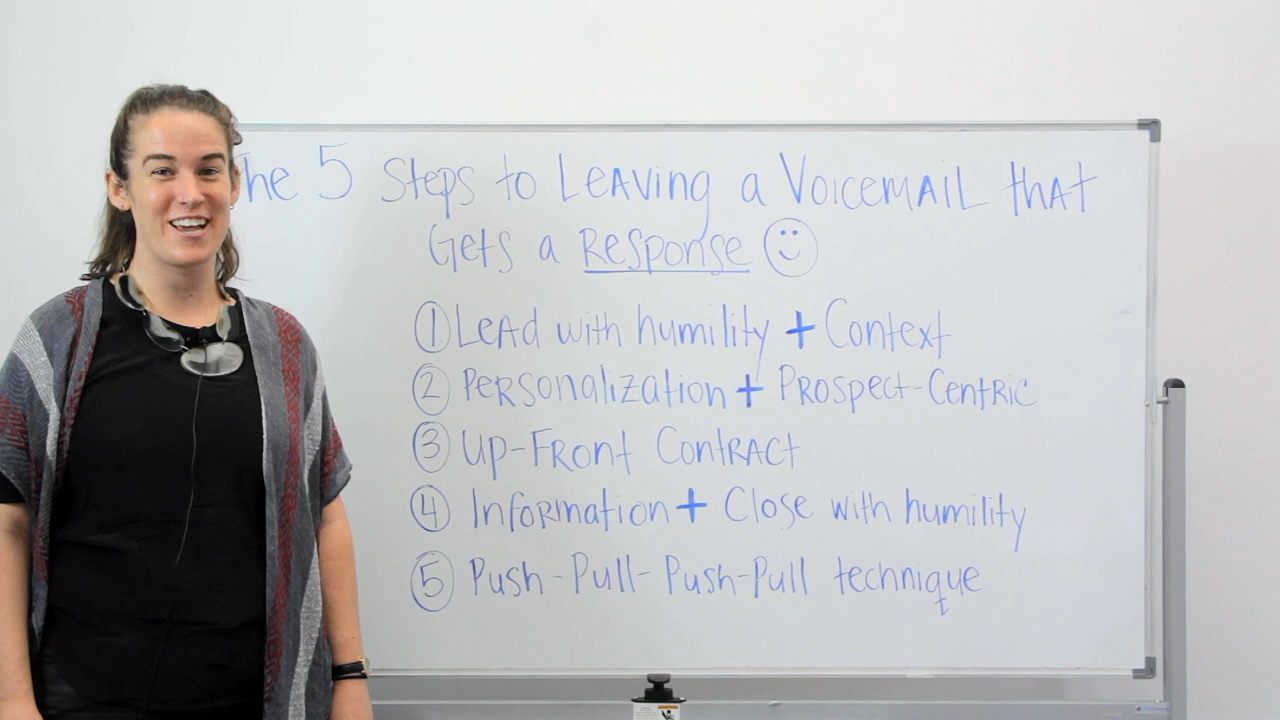 The 5 Steps to Leaving a Voicemail that
Gets a Response
① Lead with humility + Context
② Personalization + Prospect-Centric
③ Up-Front Contract
④ Information + Close with humility
⑤ Push-Pull-Push-Pull technique